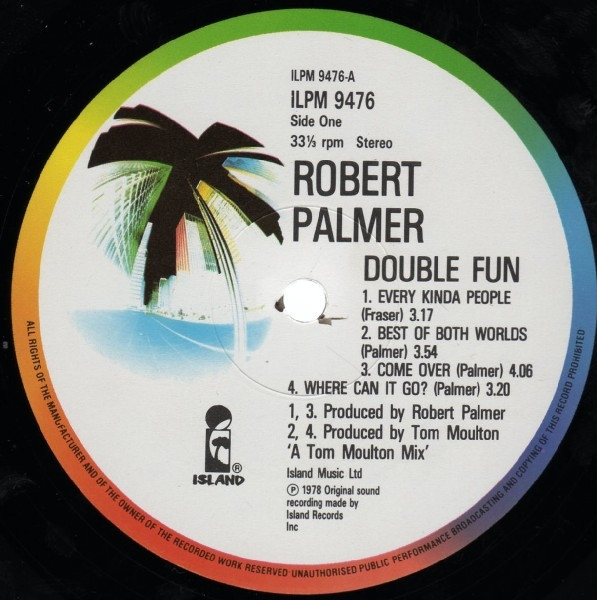 ILPM 9476-A
ILPM 9476
Side One
33⅓ rpm Stereo
ROBERT
PALMER
DOUBLE FUN
1. EVERY KINDA PEOPLE
(Fraser) 3.17
2. BEST OF BOTH WORLDS
(Palmer) 3.54
3. COME OVER (Palmer) 4.06
4. WHERE CAN IT GO? (Palmer) 3.20
1, 3. Produced by Robert Palmer
2, 4. Produced by Tom Moulton
‘A Tom Moulton Mix’
Island Music Ltd
Ⓟ 1978 Original sound
recording made by
Island Records
Inc
i
®
ISLAND
ALL RIGHTS OF THE MANUFACTURER AND OF THE OWNER OF THE RECORDED WORK RESERVED UNAUTHORISED PUBLIC PERFORMANCE BROADCASTING AND COPYING OF THIS RECORD PROHIBITED